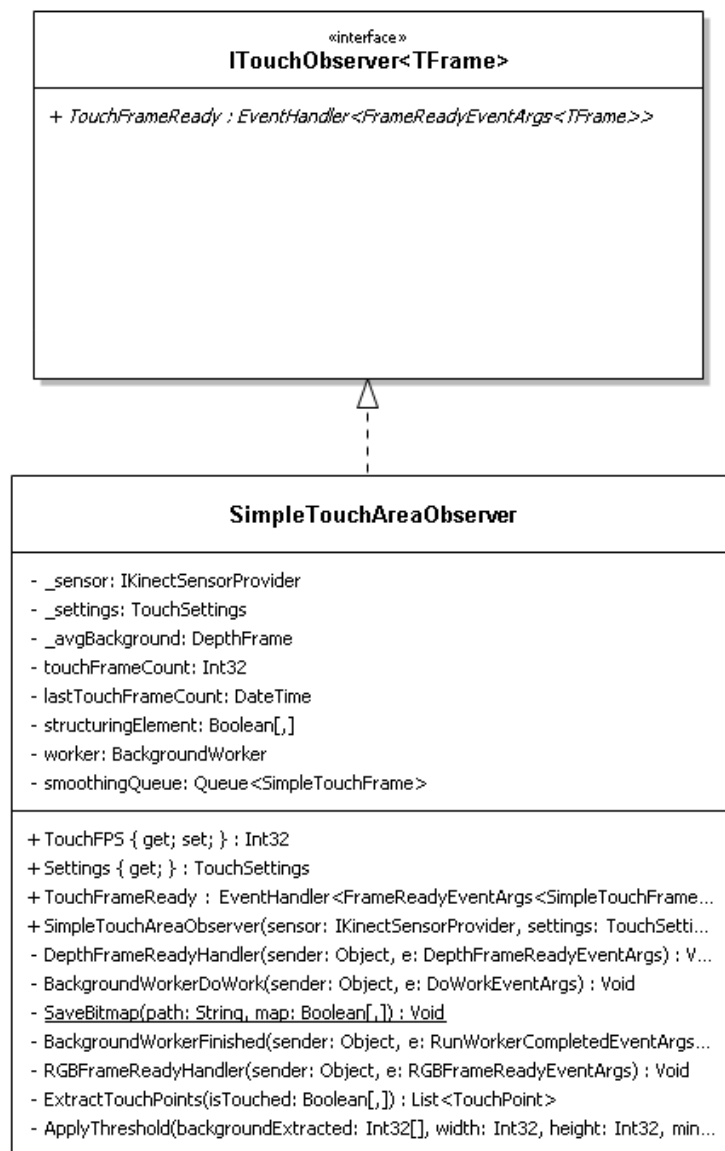 «interface»
ITouchObserver<TFrame>
+ TouchFrameReady : EventHandler<FrameReadyEventArgs<TFrame>>
SimpleTouchAreaObserver
- _sensor: IKinectSensorProvider
- _settings: TouchSettings
- _avgBackground: DepthFrame
- touchFrameCount: Int32
- lastTouchFrameCount: DateTime
- structuringElement: Boolean[,]
- worker: BackgroundWorker
- smoothingQueue: Queue<SimpleTouchFrame>
+ TouchFPS { get; set; } : Int32
+ Settings { get; } : TouchSettings
+ TouchFrameReady : EventHandler<FrameReadyEventArgs<SimpleTouchFrame...
+ SimpleTouchAreaObserver(sensor: IKinectSensorProvider, settings: TouchSetti...
- DepthFrameReadyHandler(sender: Object, e: DepthFrameReadyEventArgs) : V...
- BackgroundWorkerDoWork(sender: Object, e: DoWorkEventArgs) : Void
- SaveBitmap(path: String, map: Boolean[,]) : Void
- BackgroundWorkerFinished(sender: Object, e: RunWorkerCompletedEventArgs...
- RGBFrameReadyHandler(sender: Object, e: RGBFrameReadyEventArgs) : Void
- ExtractTouchPoints(isTouched: Boolean[,]) : List<TouchPoint>
- ApplyThreshold(backgroundExtracted: Int32[], width: Int32, height: Int32, min...